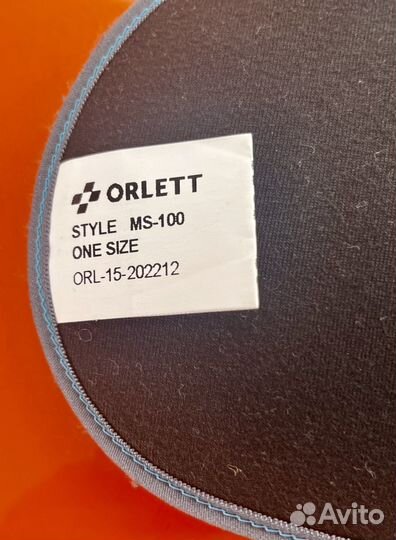 ORLETT
STYLE MS-100
ONE SIZE
ORL-15-202212
Avito